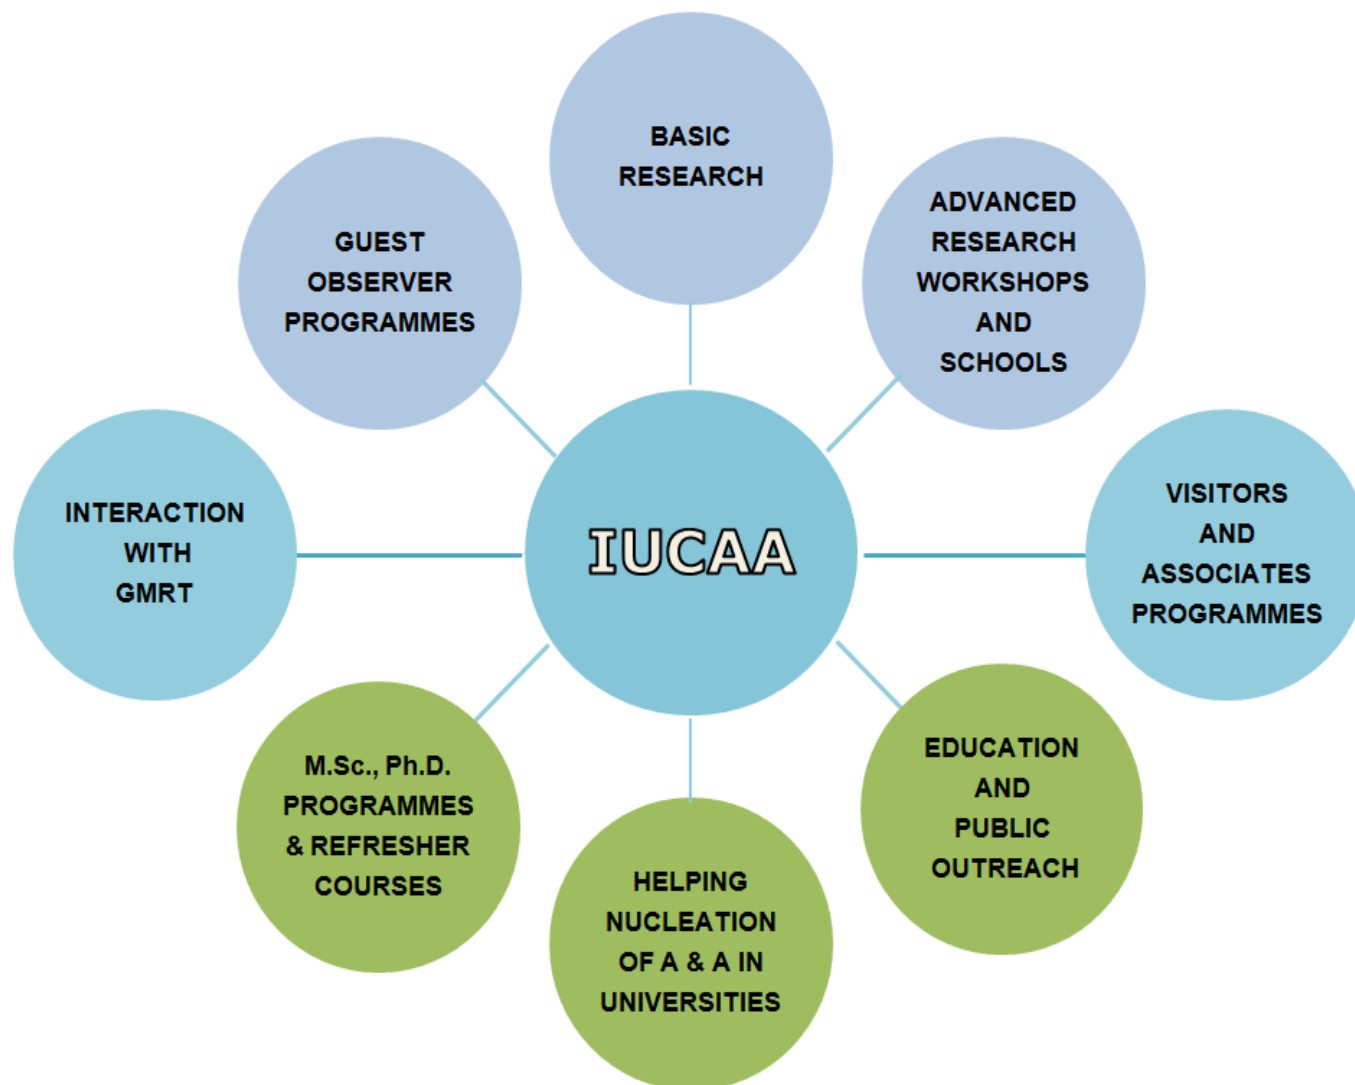 BASIC
RESEARCH
ADVANCED
RESEARCH
WORKSHOPS
AND
SCHOOLS
GUEST
OBSERVER
PROGRAMMES
INTERACTION
WITH
GMRT
IUCAA
VISITORS
AND
ASSOCIATES
PROGRAMMES
M.Sc., Ph.D.
PROGRAMMES
& REFRESHER
COURSES
HELPING
NUCLEATION
OF A & A IN
UNIVERSITIES
EDUCATION
AND
PUBLIC
OUTREACH